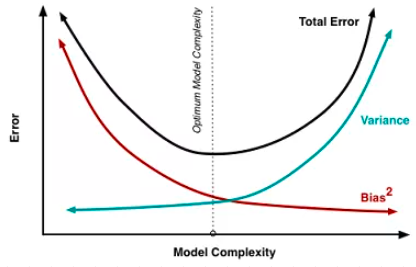 Total Error
Optimum Model Complexity
Variance
Error
Bias²
Model Complexity